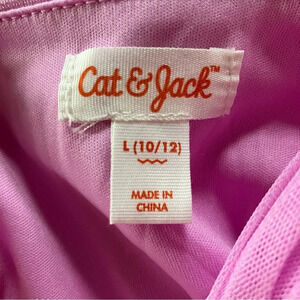 Cat & Jack™
L (10/12)
MADE IN
CHINA